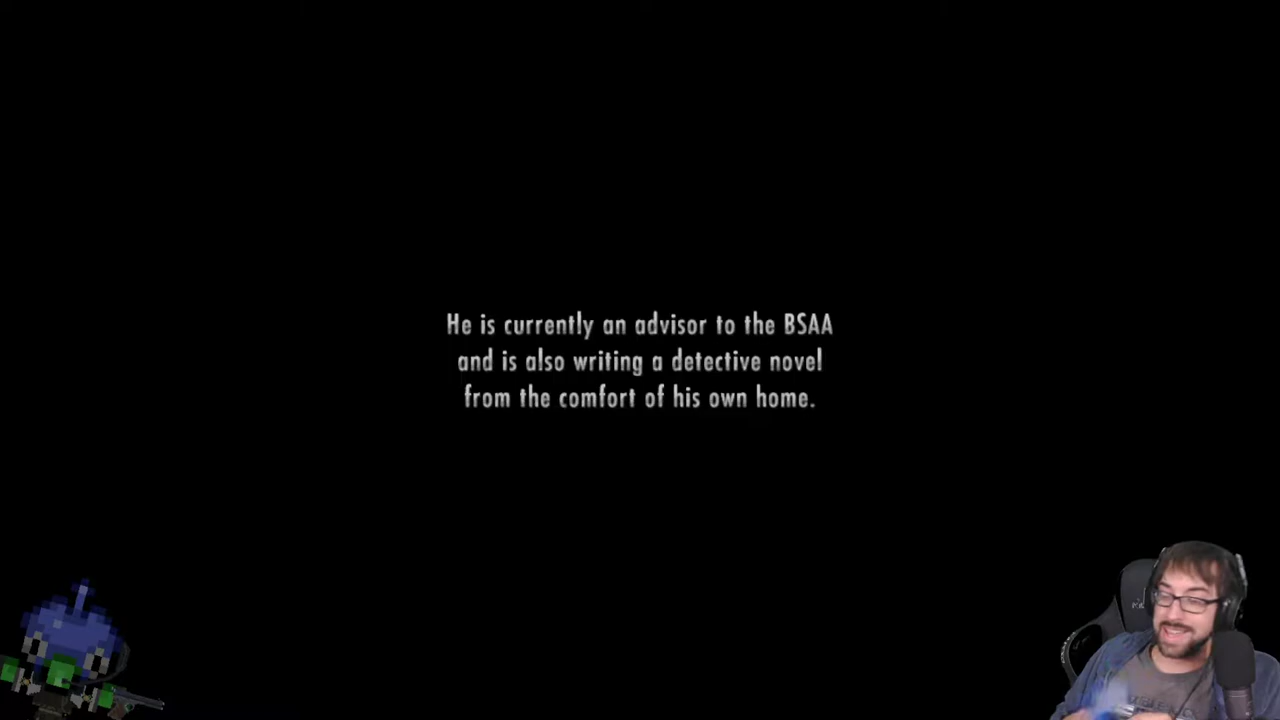 He is currently an advisor to the BSAA
and is also writing a detective novel
from the comfort of his own home.